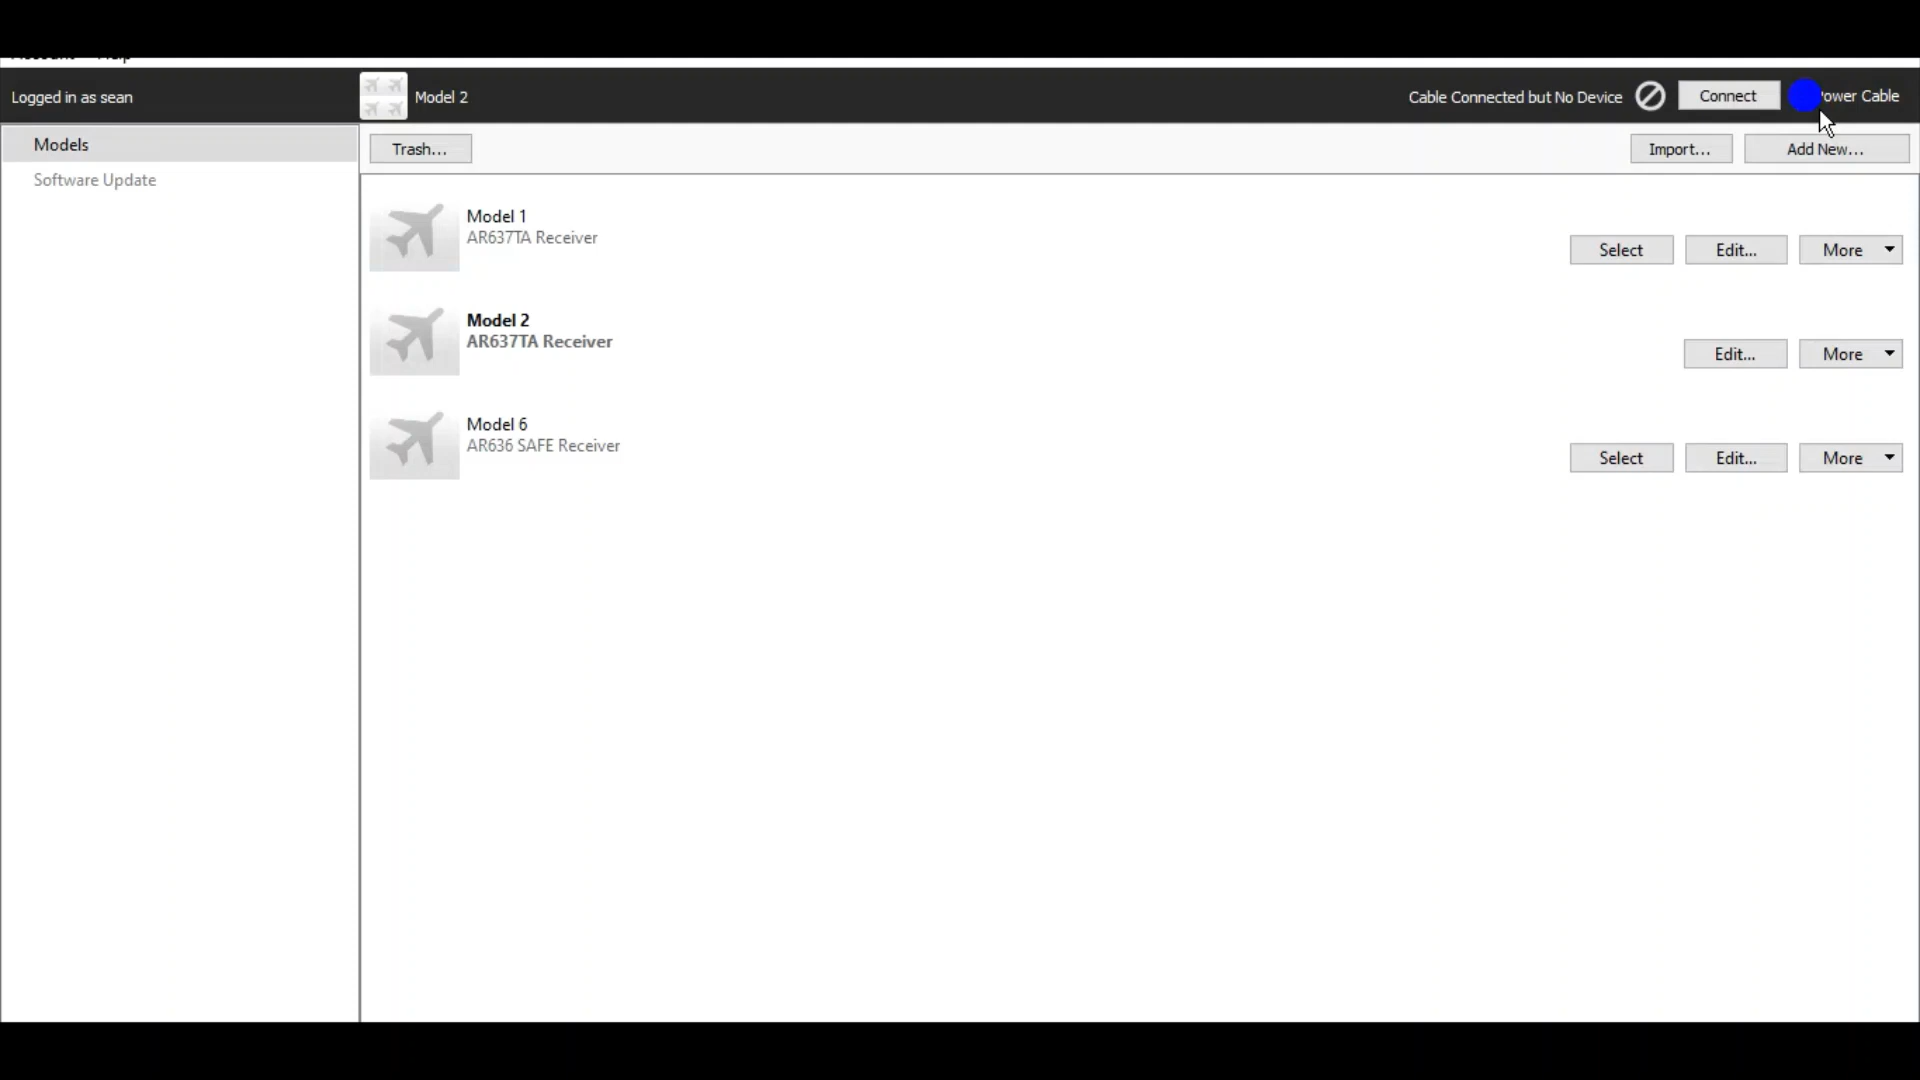 Logged in as sean
Model 2
Cable Connected but No Device
Connect
Cable
Models
Software Update
Trash...
Import...
Add New...
Model 1
AR637TA Receiver
Select
Edit...
More
Model 2
AR637TA Receiver
Edit...
More
Model 6
AR636 SAFE Receiver
Select
Edit...
More